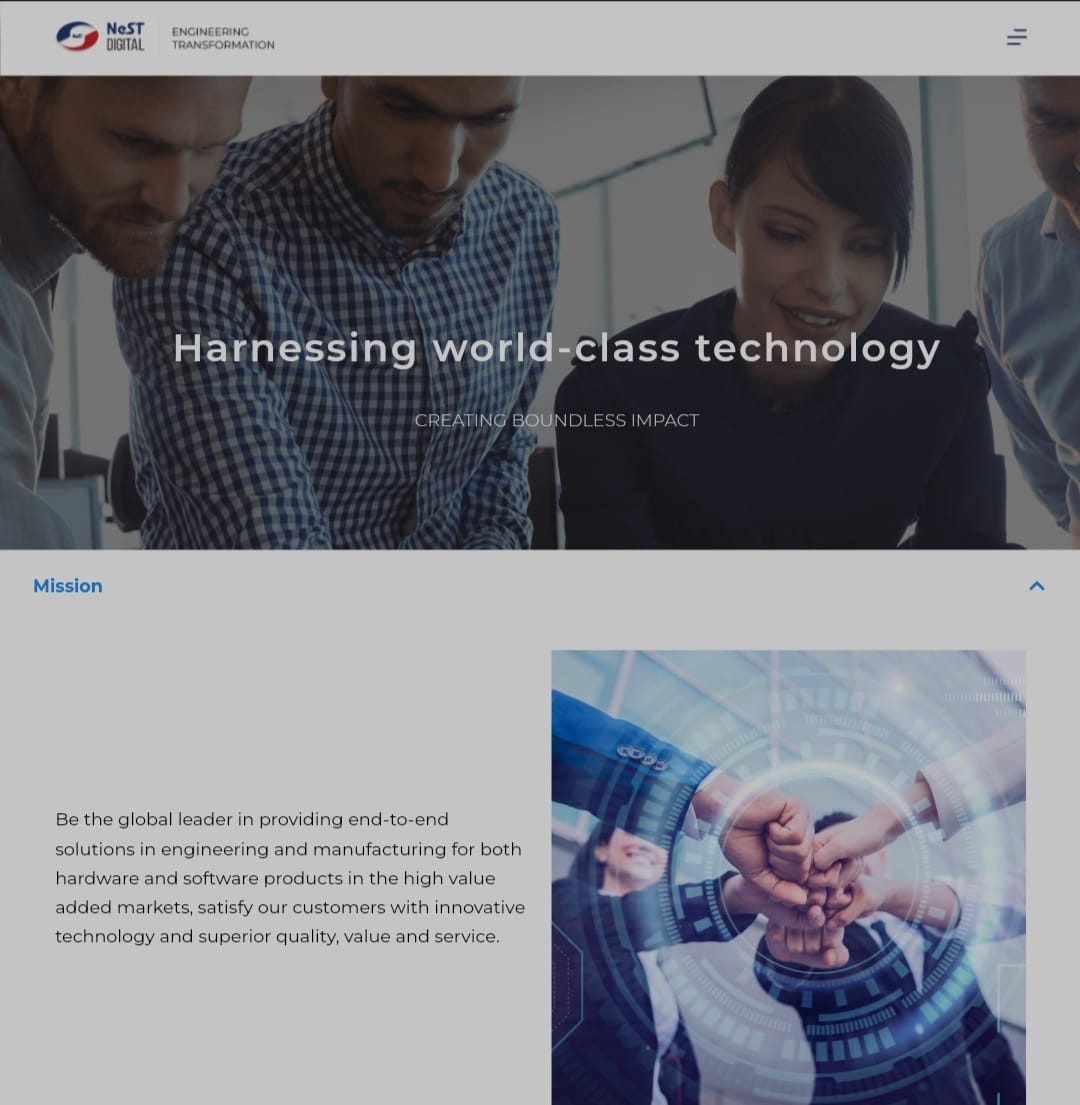 NeST
DIGITAL
ENGINEERING
TRANSFORMATION
Harnessing world-class technology
CREATING BOUNDLESS IMPACT
Mission
Be the global leader in providing end-to-end
solutions in engineering and manufacturing for both
hardware and software products in the high value
added markets, satisfy our customers with innovative
technology and superior quality, value and service.